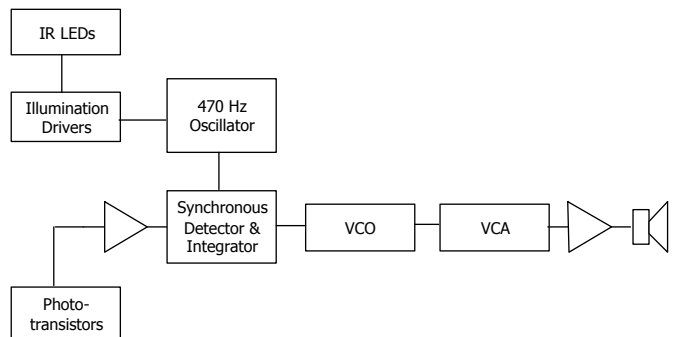 IR LEDs
Illumination
Drivers
470 Hz
Oscillator
Synchronous
Detector &
Integrator
VCO
VCA
Photo-
transistors